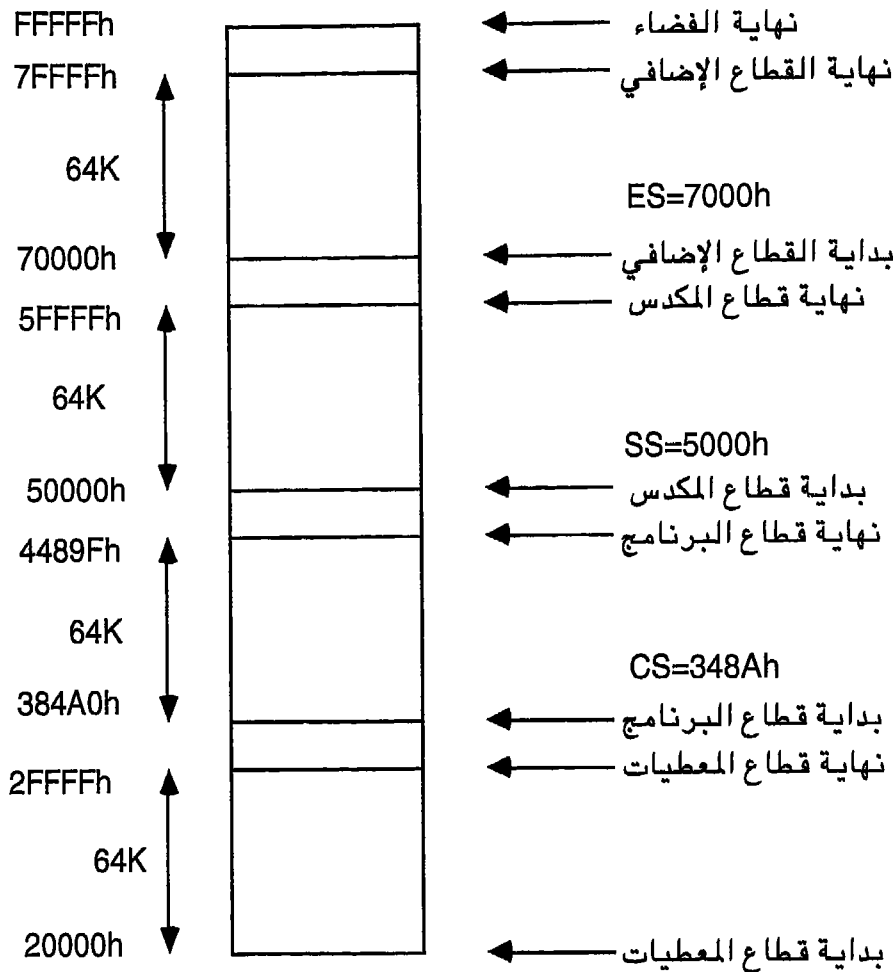 FFFFFh نهاية الفضاء
7FFFFh نهاية القطاع الإضافي
64K
ES=7000h
70000h بداية القطاع الإضافي
نهاية قطاع المكدس
5FFFFh
64K
SS=5000h
50000h بداية قطاع المكدس
نهاية قطاع البرنامج
4489Fh
64K
CS=348Ah
384A0h
بداية قطاع البرنامج
نهاية قطاع المعطيات
2FFFFh
64K
20000h بداية قطاع المعطيات